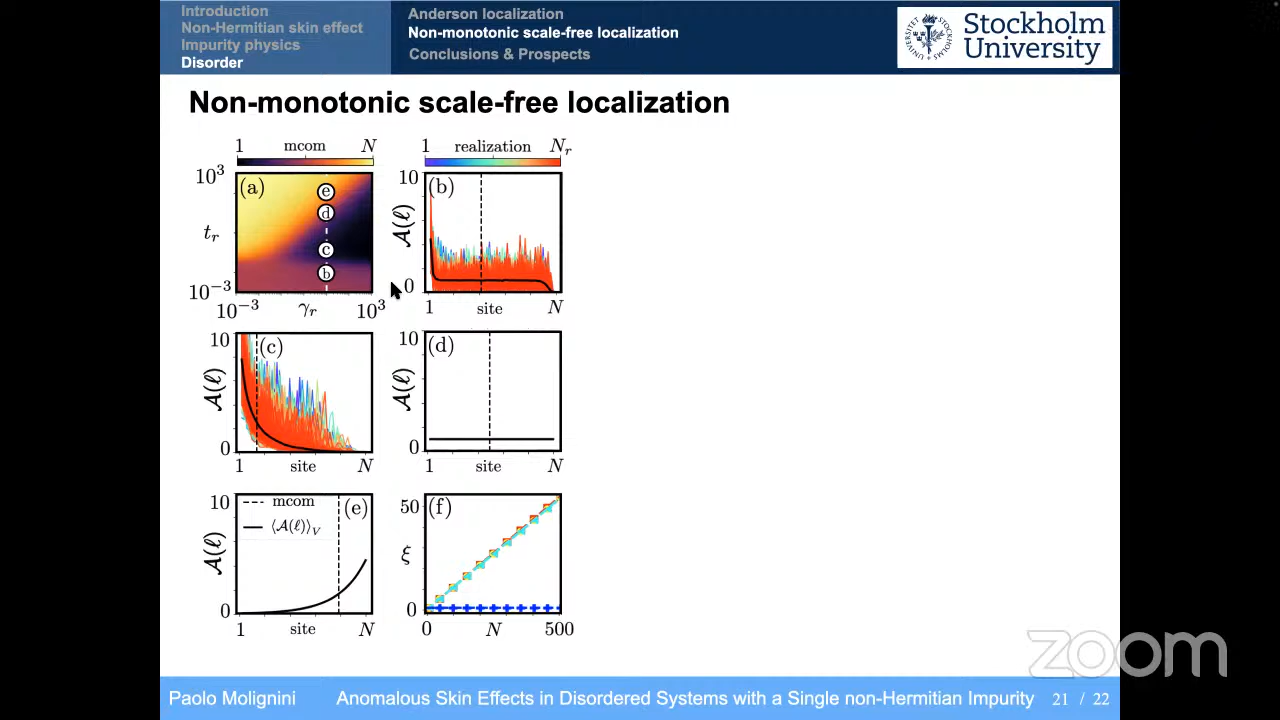 Introduction
Non-Hermitian skin effect
Impurity physics
Disorder
Anderson localization
Non-monotonic scale-free localization
Conclusions & Prospects
Stockholm
University
Non-monotonic scale-free localization
1 mcom N
10³
t_r
10⁻³
(a)
e
d
c
b
10⁻³ γ_r 10³
1 realization N_r
10
𝒜(ℓ)
0
(b)
1 site N
10
𝒜(ℓ)
0
(c)
1 site N
10
𝒜(ℓ)
0
(d)
1 site N
10
𝒜(ℓ)
0
mcom
⟨𝒜(ℓ)⟩_V
(e)
1 site N
50
ξ
0
(f)
0 N 500
zoom
Paolo Molignini Anomalous Skin Effects in Disordered Systems with a Single non-Hermitian Impurity 21 / 22